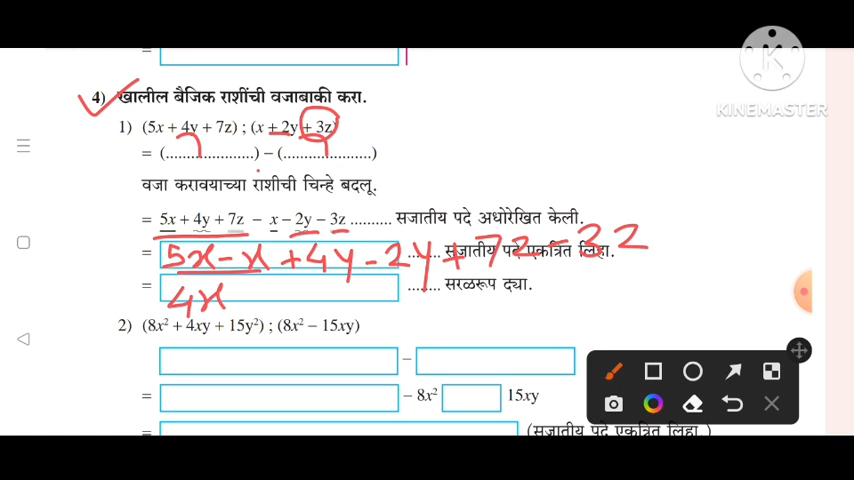 =
KINEMASTER
4) खालील बैजिक राशींची वजाबाकी करा.
1) (5x + 4y + 7z) ; (x + 2y + 3z)
= (......................) – (......................)
वजा करावयाच्या राशीची चिन्हे बदलू.
= 5x + 4y + 7z – x – 2y – 3z .......... सजातीय पदे अधोरेखित केली.
= 5x – x + 4y – 2y + 7z – 3z ........ सजातीय पदे एकत्रित लिहा.
= 4x ........ सरळरूप द्या.
2) (8x² + 4xy + 15y²) ; (8x² – 15xy)
–
= – 8x² 15xy
= (सजातीय पदे एकत्रित लिहा.)